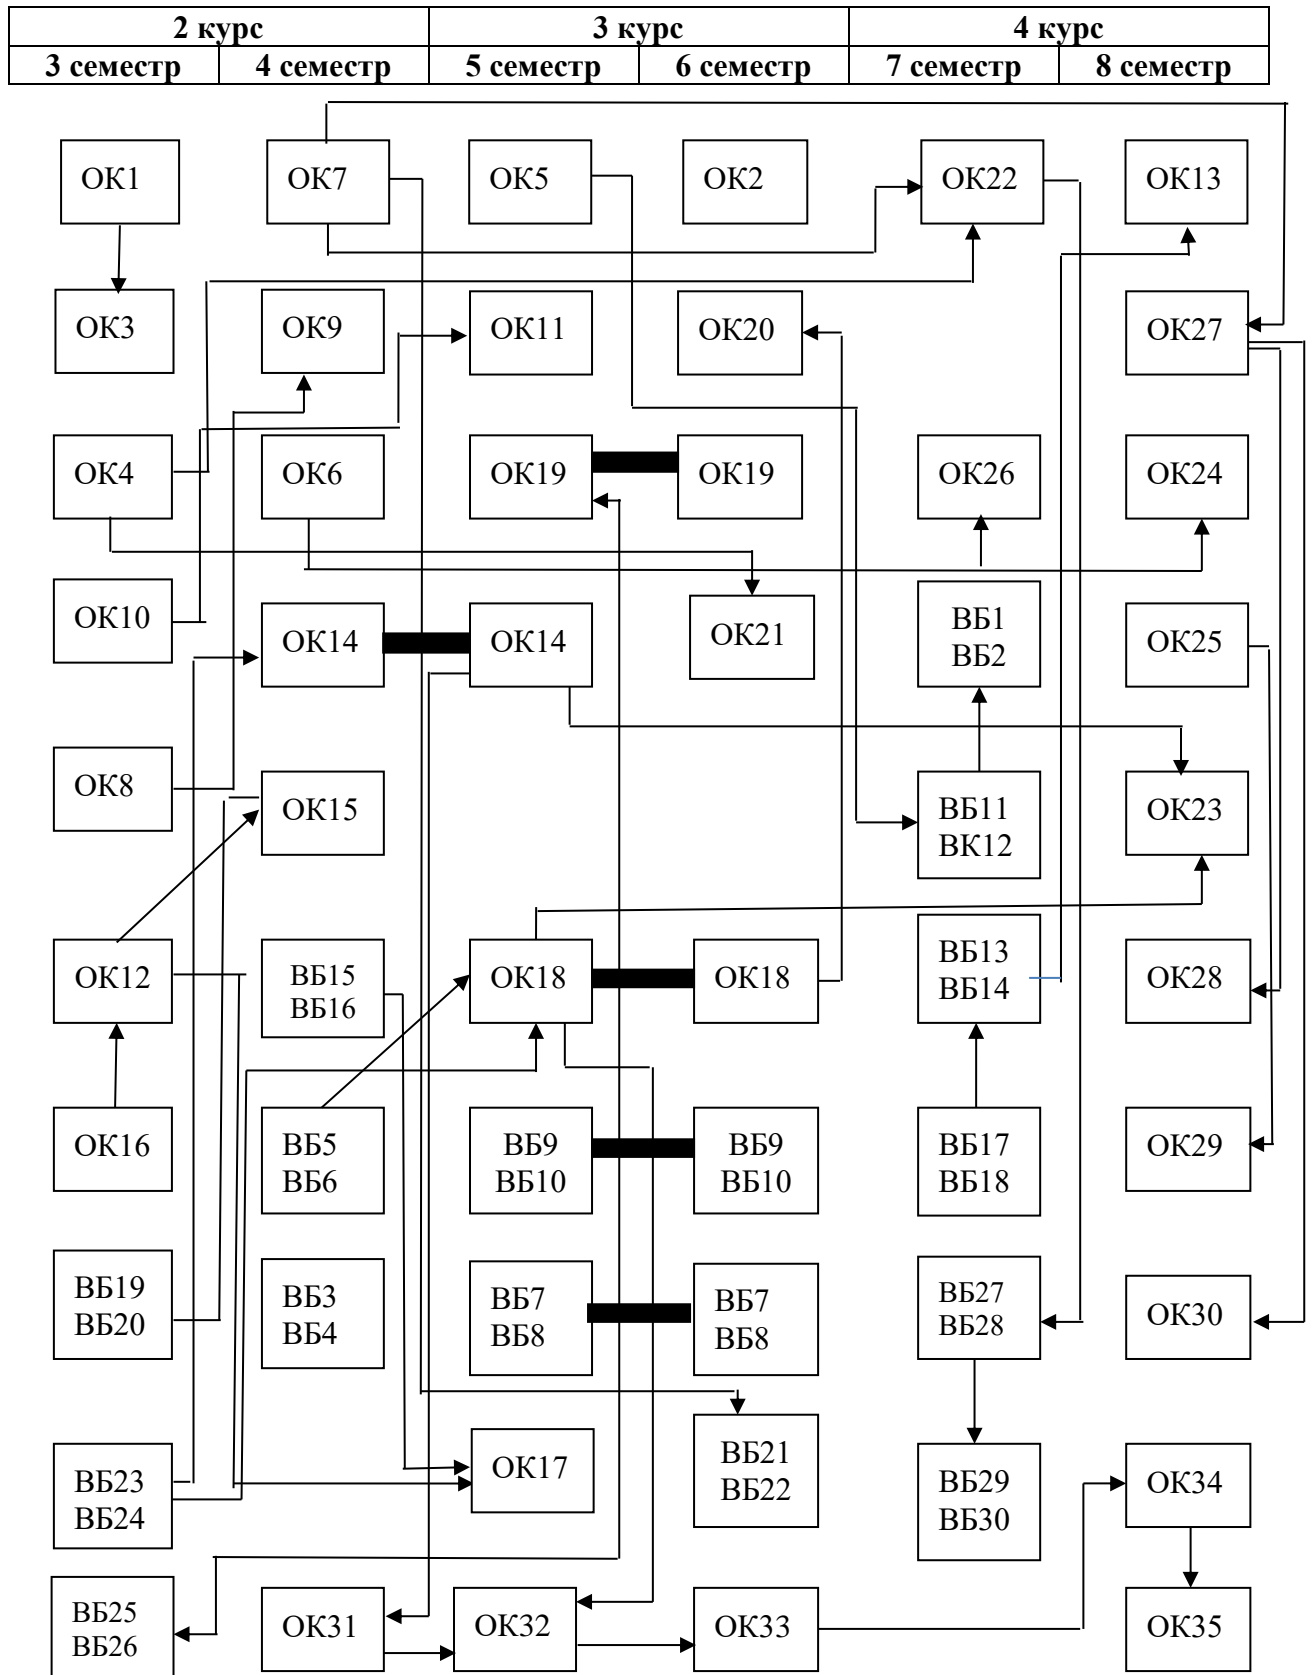 2 курс 3 курс 4 курс
3 семестр 4 семестр 5 семестр 6 семестр 7 семестр 8 семестр
ОК1 ОК7 ОК5 ОК2 ОК22 ОК13
ОК3 ОК9 ОК11 ОК20 ОК27
ОК4 ОК6 ОК19 ОК19 ОК26 ОК24
ОК10 ОК14 ОК14 ОК21 ВБ1 ОК25
ВБ2
ОК8 ОК15 ВБ11 ОК23
ВК12
ОК12 ВБ15 ОК18 ОК18 ВБ13 ОК28
ВБ16 ВБ14
ОК16 ВБ5 ВБ9 ВБ9 ВБ17 ОК29
ВБ6 ВБ10 ВБ10 ВБ18
ВБ19 ВБ3 ВБ7 ВБ7 ВБ27 ОК30
ВБ20 ВБ4 ВБ8 ВБ8 ВБ28
ВБ23 ОК17 ВБ21 ВБ29 ОК34
ВБ24 ВБ22 ВБ30
ВБ25 ОК31 ОК32 ОК33 ОК35
ВБ26